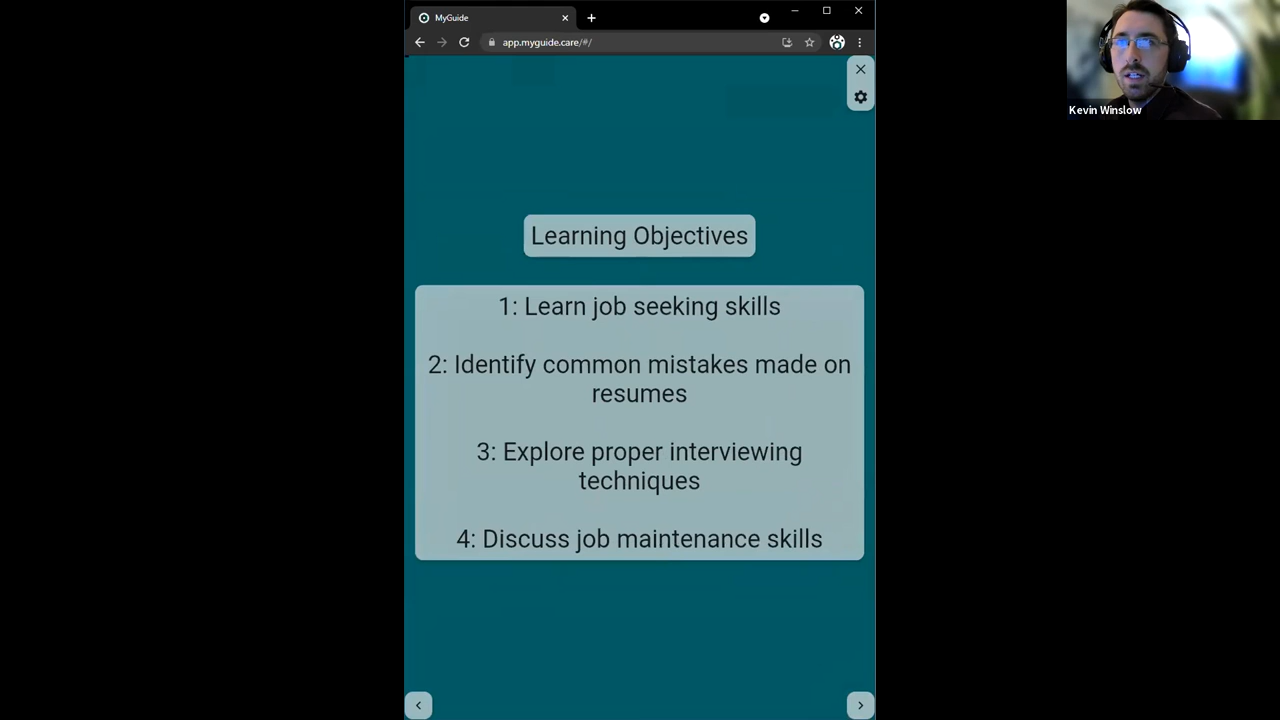 MyGuide
app.myguide.care/#/
Kevin Winslow
Learning Objectives
1: Learn job seeking skills
2: Identify common mistakes made on
resumes
3: Explore proper interviewing
techniques
4: Discuss job maintenance skills